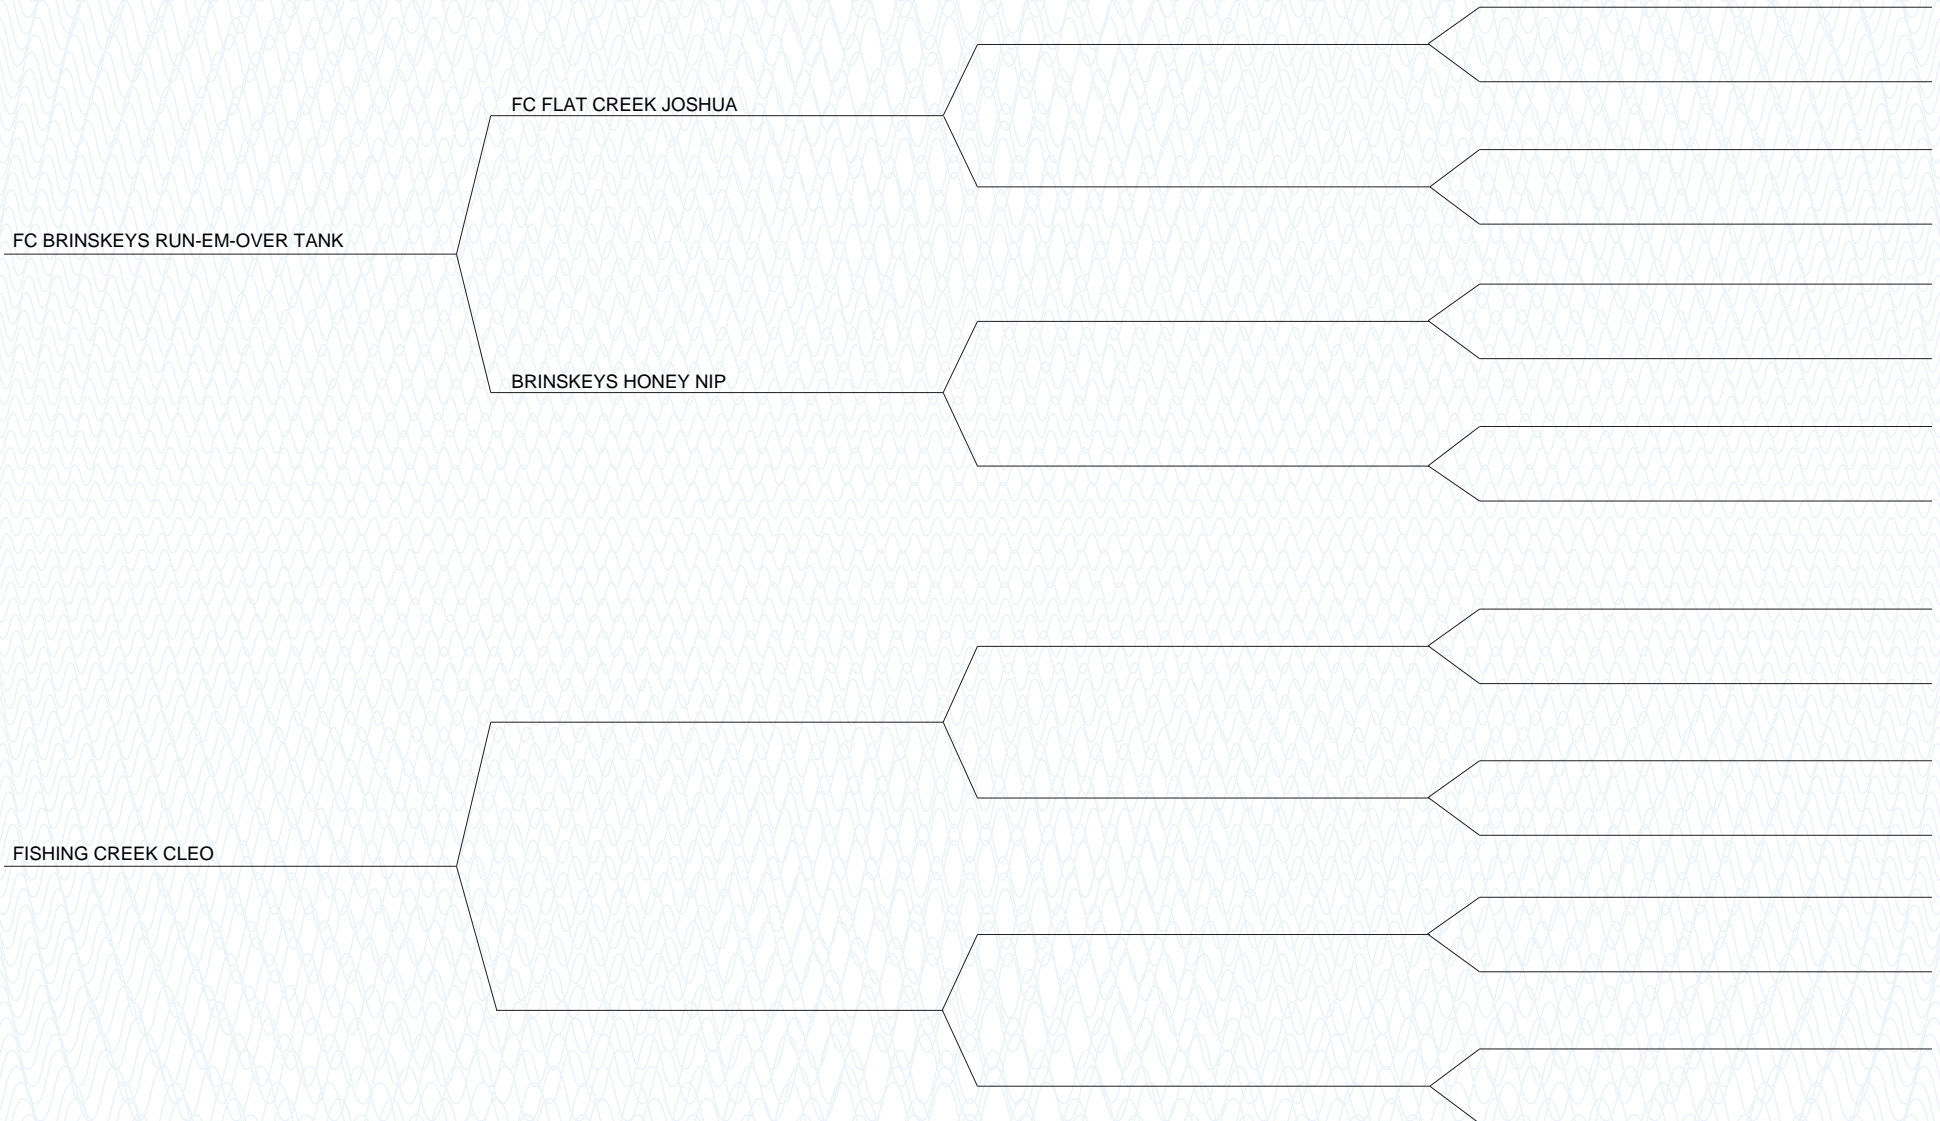 FC FLAT CREEK JOSHUA
FC BRINSKEYS RUN-EM-OVER TANK
BRINSKEYS HONEY NIP
FISHING CREEK CLEO